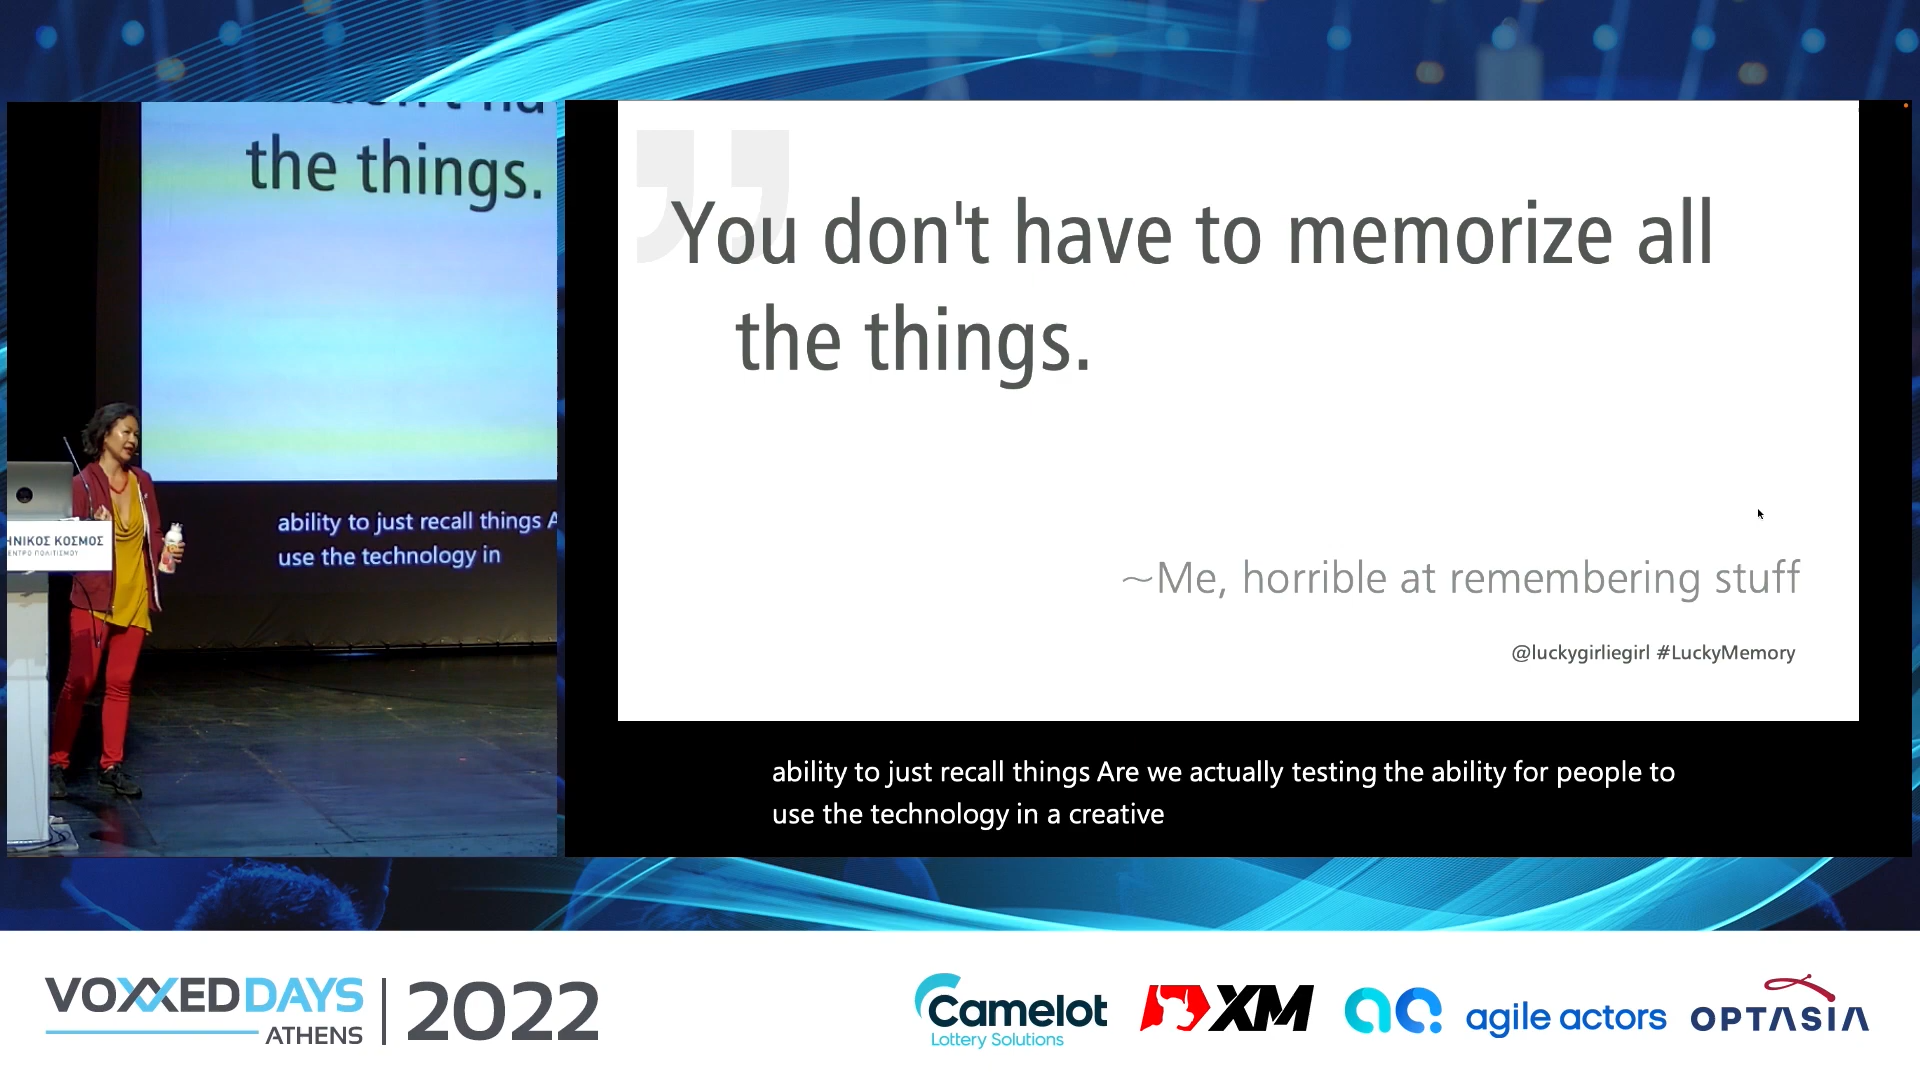 the things.
ability to just recall things A
use the technology in
ΗΝΙΚΟΣ ΚΟΣΜΟΣ
ΕΝΤΡΟ ΠΟΛΙΤΙΣΜΟΥ
You don't have to memorize all
the things.
~Me, horrible at remembering stuff
@luckygirliegirl #LuckyMemory
ability to just recall things Are we actually testing the ability for people to
use the technology in a creative
VOXXEDDAYS
ATHENS
2022
Camelot
Lottery Solutions
XM
agile actors
OPTASIA